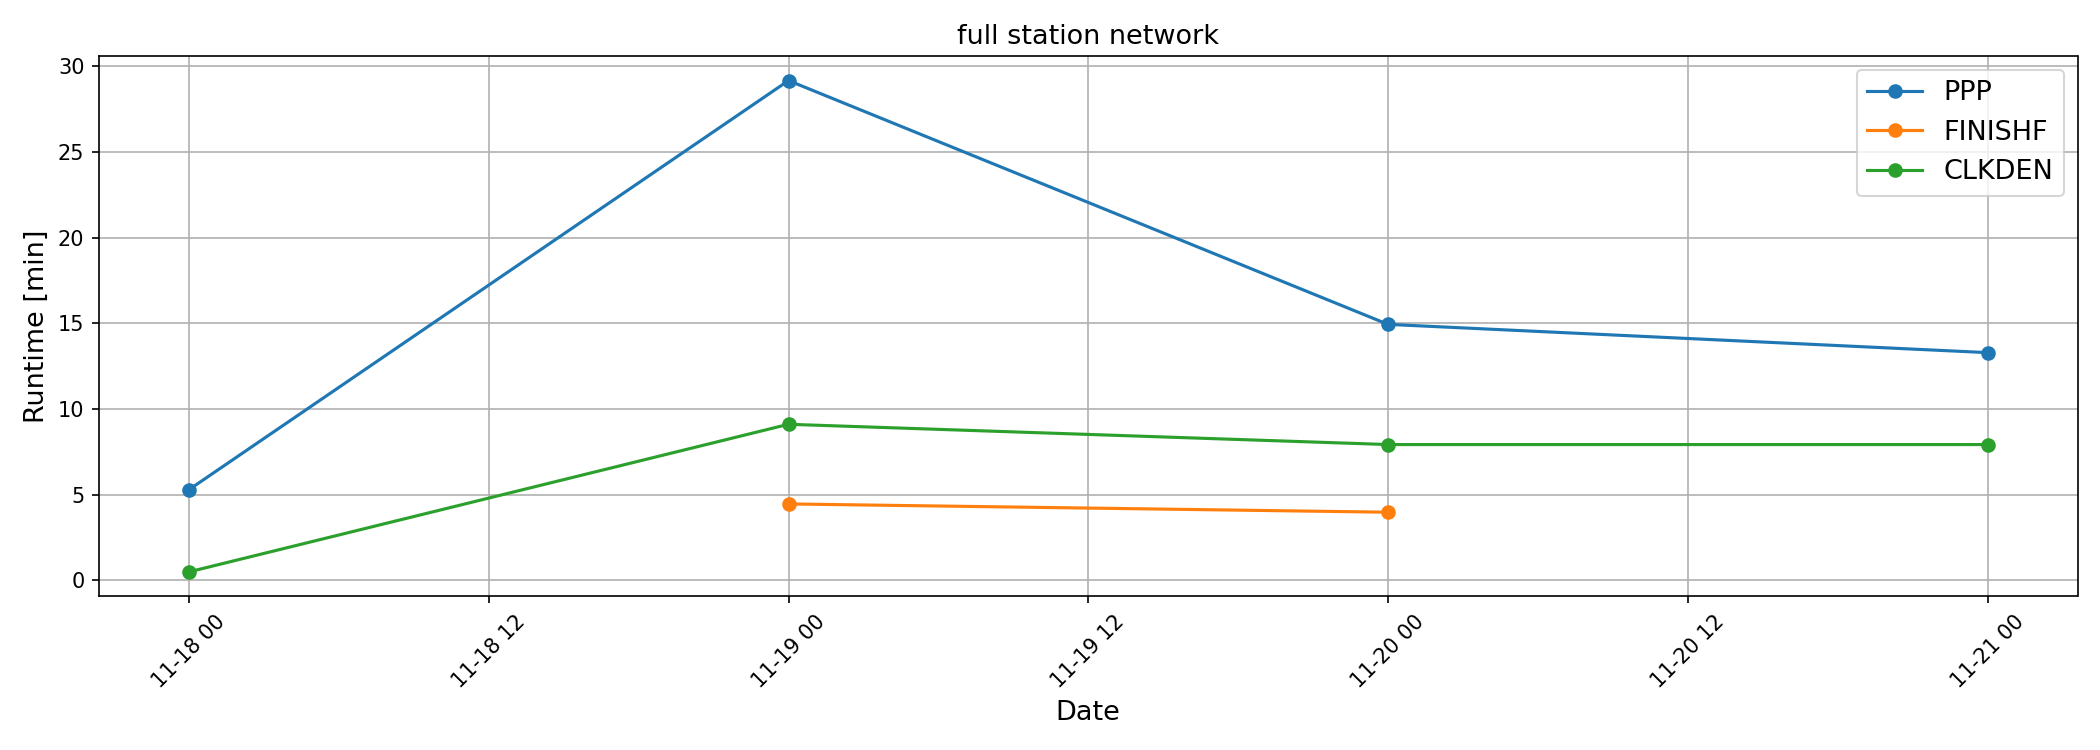 full station network
PPP
FINISHF
CLKDEN
Runtime [min]
30
25
20
15
10
5
0
11-18 00
11-18 12
11-19 00
11-19 12
11-20 00
11-20 12
11-21 00
Date